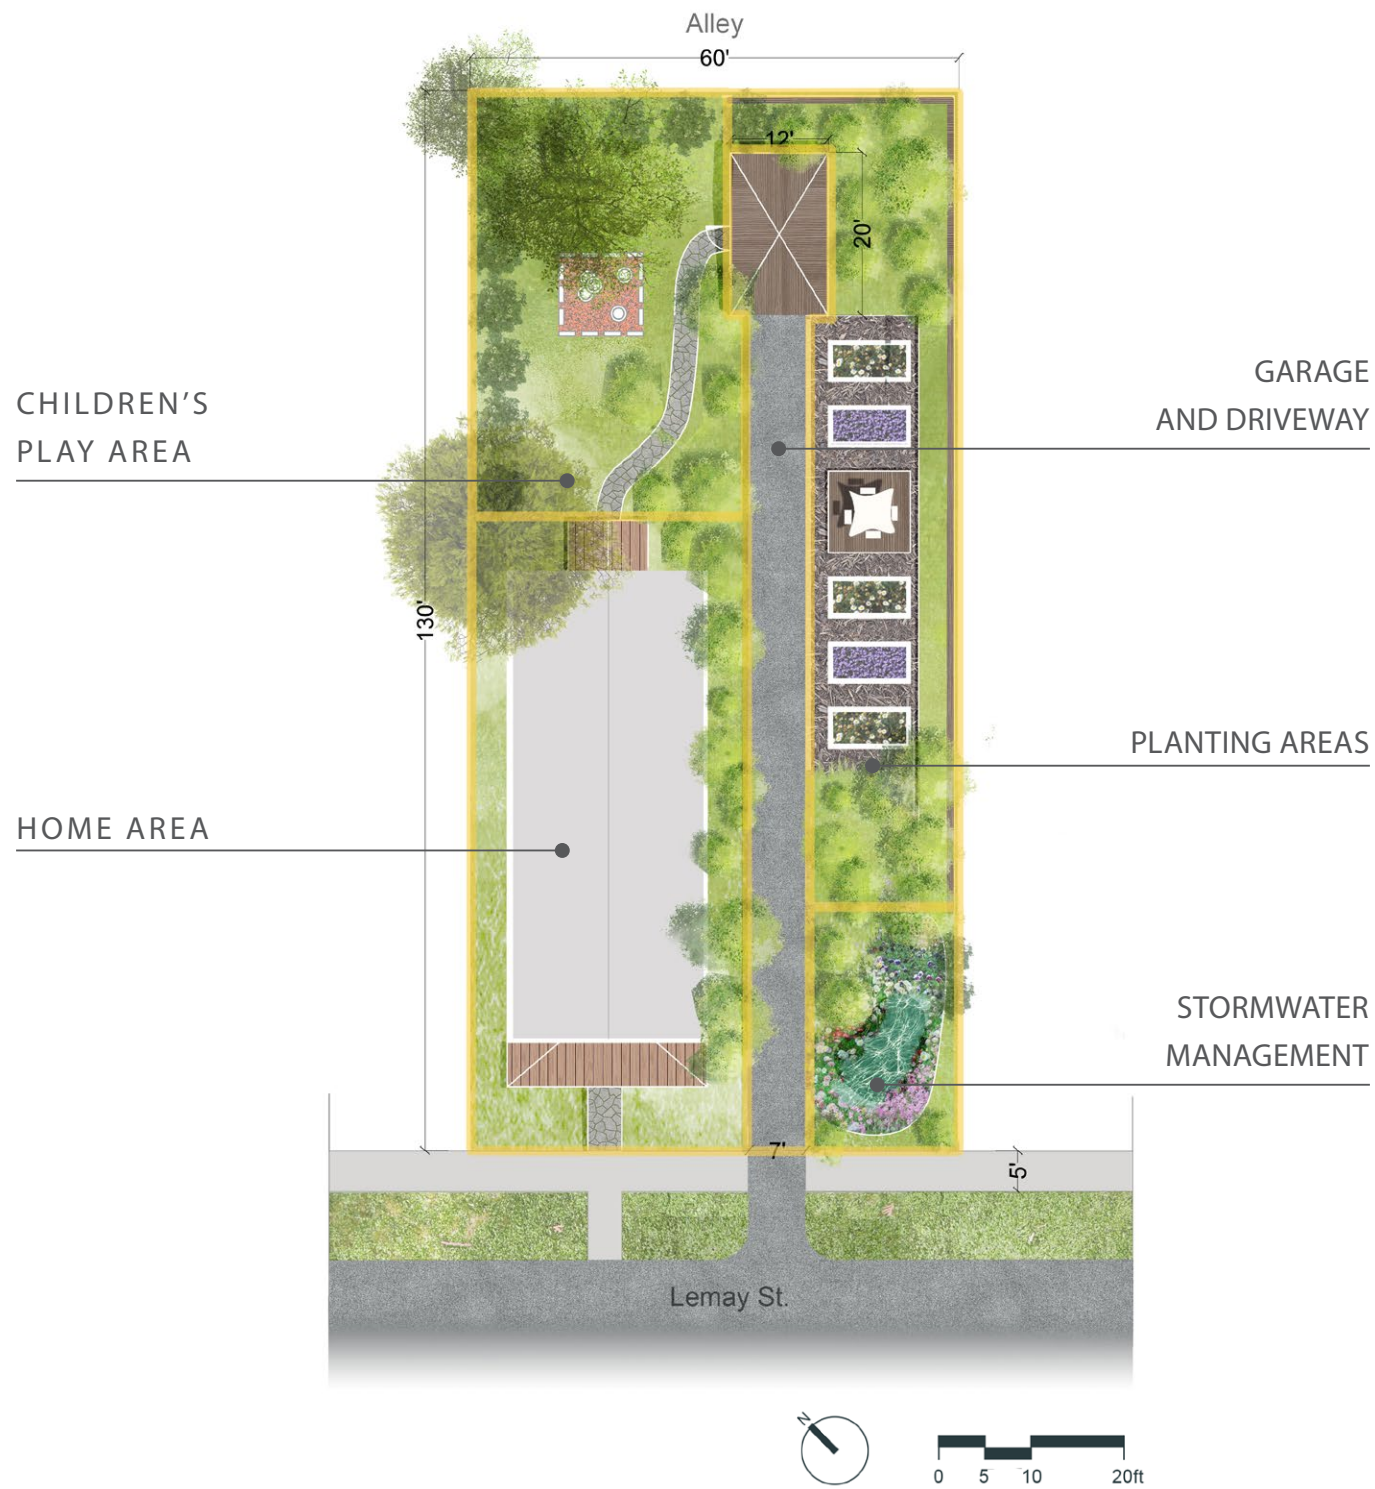 Alley
60'
12'
20'
GARAGE
AND DRIVEWAY
CHILDREN'S
PLAY AREA
130'
PLANTING AREAS
HOME AREA
STORMWATER
MANAGEMENT
7'
5'
Lemay St.
N
0 5 10 20ft